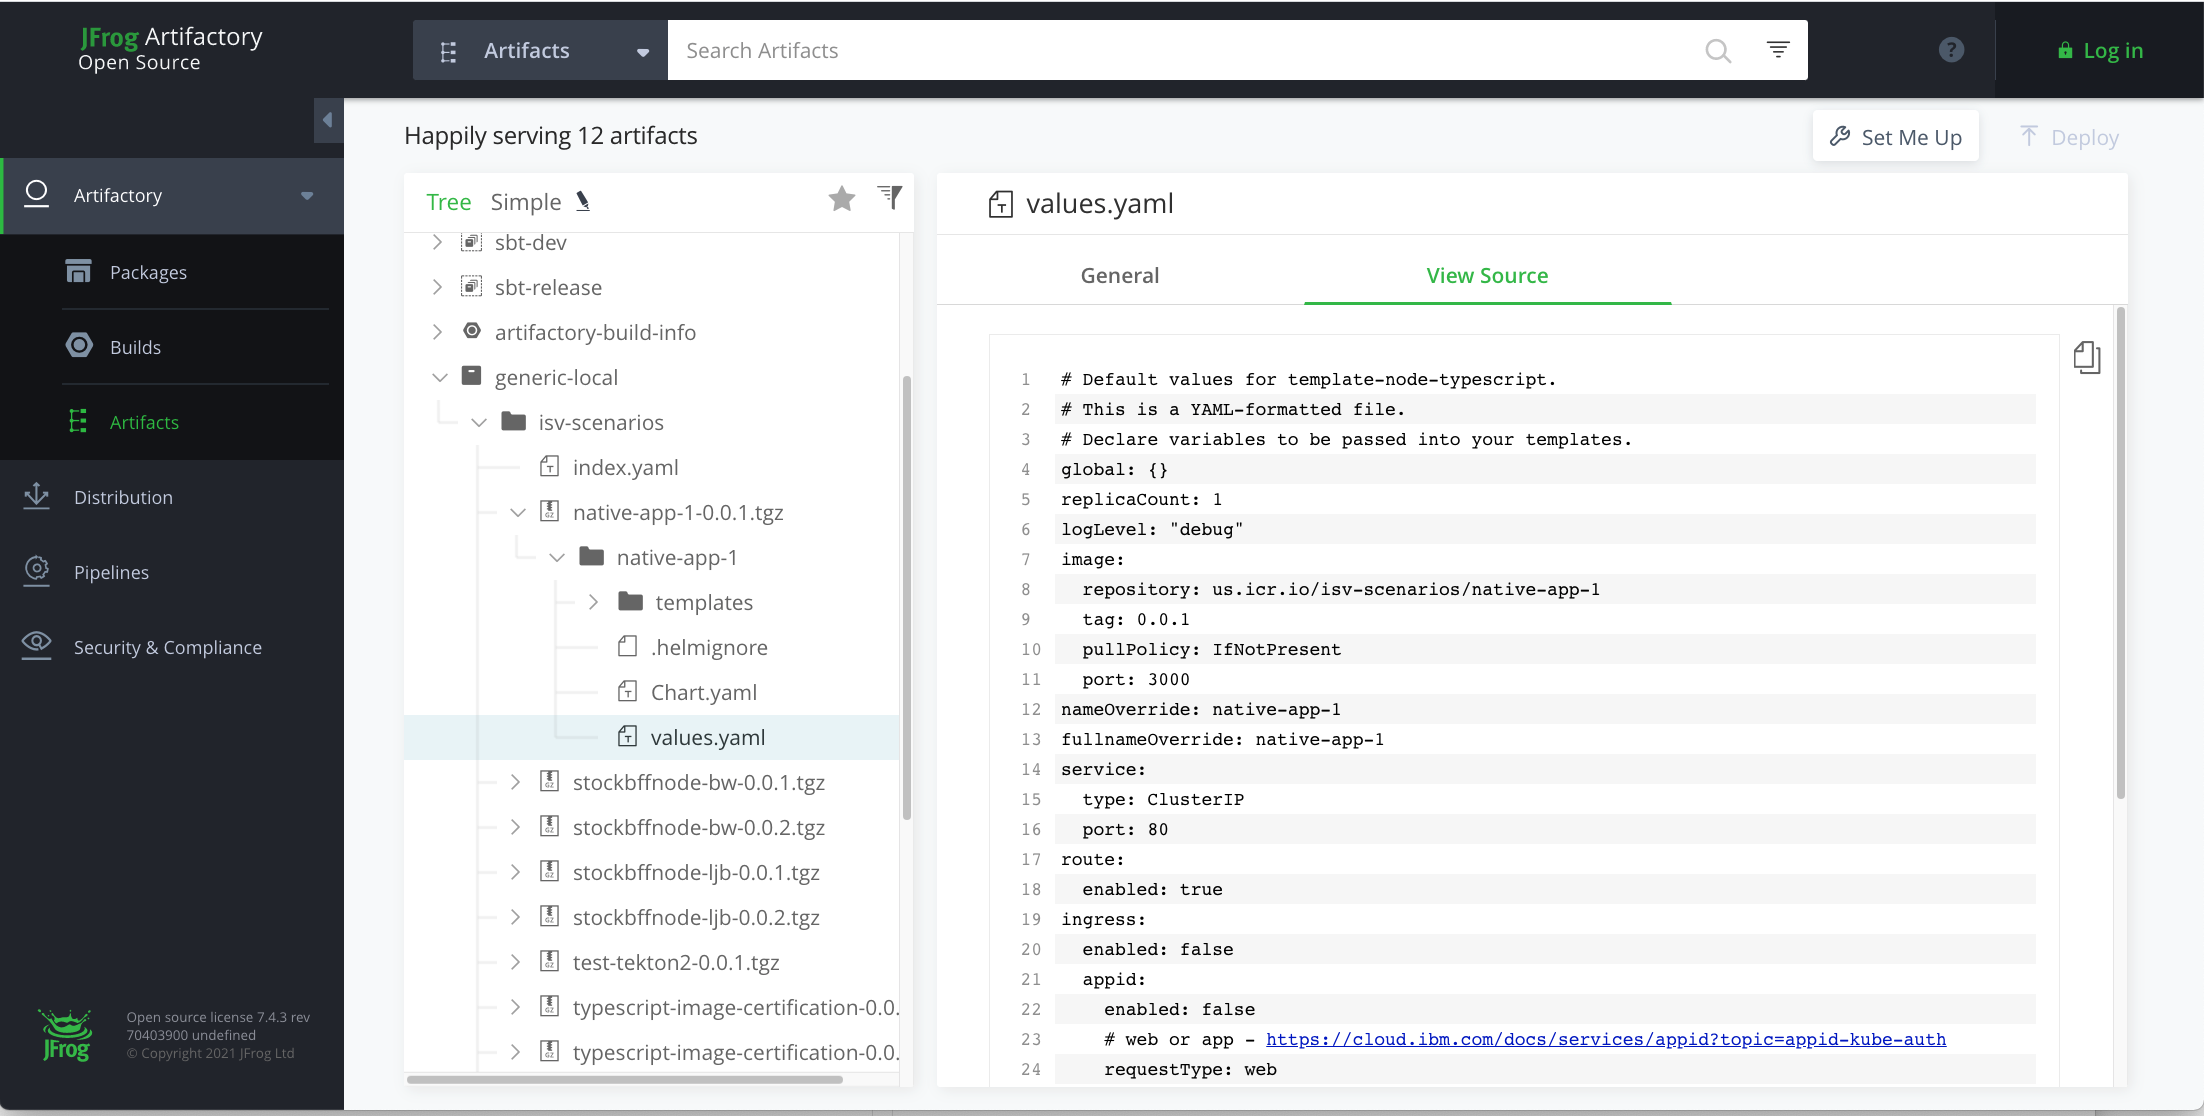 JFrog Artifactory
Open Source
Artifacts
Search Artifacts
?
Log in
Happily serving 12 artifacts
Set Me Up
Deploy
Artifactory
Packages
Builds
Artifacts
Distribution
Pipelines
Security & Compliance
JFrog
Open source license 7.4.3 rev
70403900 undefined
© Copyright 2021 JFrog Ltd
Tree Simple
sbt-dev
sbt-release
artifactory-build-info
generic-local
isv-scenarios
index.yaml
native-app-1-0.0.1.tgz
native-app-1
templates
.helmignore
Chart.yaml
values.yaml
stockbffnode-bw-0.0.1.tgz
stockbffnode-bw-0.0.2.tgz
stockbffnode-ljb-0.0.1.tgz
stockbffnode-ljb-0.0.2.tgz
test-tekton2-0.0.1.tgz
typescript-image-certification-0.0.
typescript-image-certification-0.0.
values.yaml
General View Source
1 # Default values for template-node-typescript.
2 # This is a YAML-formatted file.
3 # Declare variables to be passed into your templates.
4 global: {}
5 replicaCount: 1
6 logLevel: "debug"
7 image:
8 repository: us.icr.io/isv-scenarios/native-app-1
9 tag: 0.0.1
10 pullPolicy: IfNotPresent
11 port: 3000
12 nameOverride: native-app-1
13 fullnameOverride: native-app-1
14 service:
15 type: ClusterIP
16 port: 80
17 route:
18 enabled: true
19 ingress:
20 enabled: false
21 appid:
22 enabled: false
23 # web or app - https://cloud.ibm.com/docs/services/appid?topic=appid-kube-auth
24 requestType: web